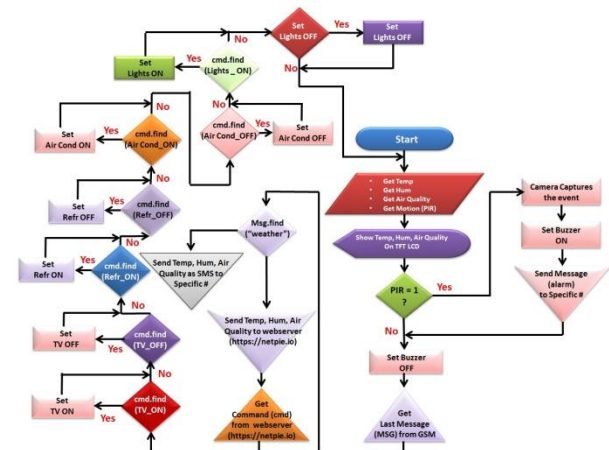 Set
Lights OFF
Yes
Set
Lights OFF
No
Set
Lights ON
Yes
cmd.find
(Lights _ ON)
No
No
Set
Air Cond ON
Yes
cmd.find
(Air Cond_ON)
No
cmd.find
(Air Cond_OFF)
Yes
Set
Air Cond OFF
Set
Refr OFF
Yes
cmd.find
(Refr_OFF)
No
Set
Refr ON
Yes
cmd.find
(Refr_ON)
No
Set
TV OFF
Yes
cmd.find
(TV_OFF)
No
Set
TV ON
Yes
cmd.find
(TV_ON)
Start
• Get Temp
• Get Hum
• Get Air Quality
• Get Motion (PIR)
Show Temp, Hum, Air Quality
On TFT LCD
PIR = 1
?
Yes
No
Camera Captures
the event
Set Buzzer
ON
Send Message
(alarm)
to Specific #
Set Buzzer
OFF
Get
Last Message
(MSG) from GSM
Msg.find
("weather")
Send Temp, Hum, Air
Quality as SMS to
Specific #
Send Temp, Hum, Air
Quality to webserver
(https://netpie.io)
Get
Command (cmd)
from webserver
(https://netpie.io)